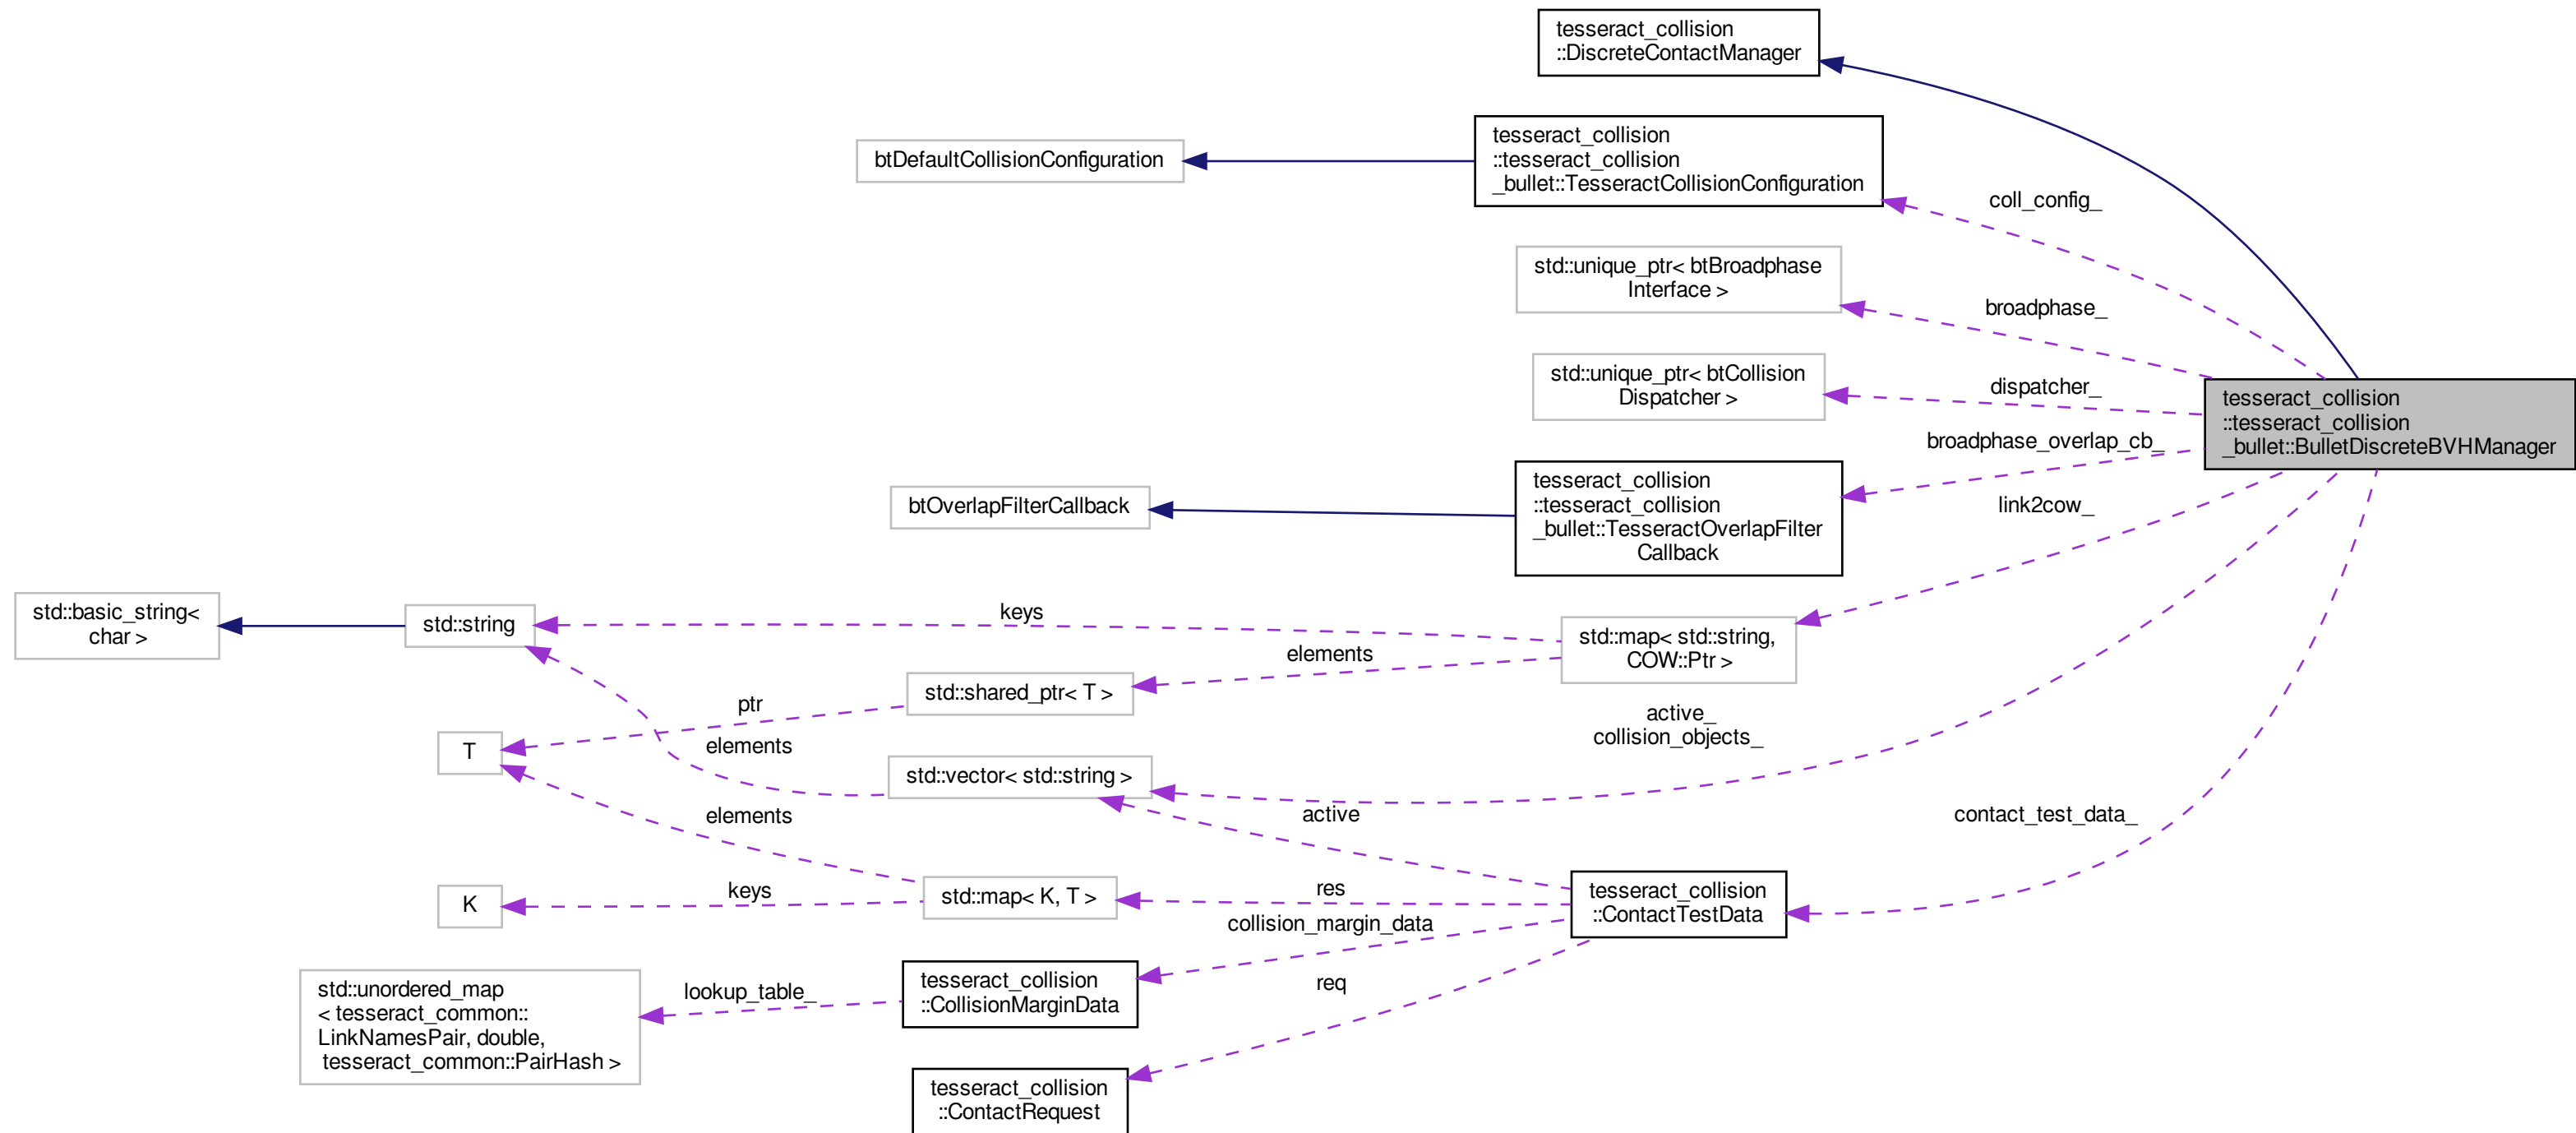 tesseract_collision
::DiscreteContactManager
tesseract_collision
::tesseract_collision
_bullet::TesseractCollisionConfiguration
btDefaultCollisionConfiguration
coll_config_
std::unique_ptr< btBroadphase
Interface >
broadphase_
std::unique_ptr< btCollision
Dispatcher >
dispatcher_
tesseract_collision
::tesseract_collision
_bullet::BulletDiscreteBVHManager
broadphase_overlap_cb_
tesseract_collision
::tesseract_collision
_bullet::TesseractOverlapFilter
Callback
btOverlapFilterCallback
link2cow_
std::basic_string<
char >
std::string
keys
std::map< std::string,
COW::Ptr >
elements
std::shared_ptr< T >
ptr
T
elements
active_
collision_objects_
std::vector< std::string >
elements
active
contact_test_data_
K
keys
std::map< K, T >
res
tesseract_collision
::ContactTestData
collision_margin_data
tesseract_collision
::CollisionMarginData
lookup_table_
std::unordered_map
< tesseract_common::
LinkNamesPair, double,
tesseract_common::PairHash >
req
tesseract_collision
::ContactRequest